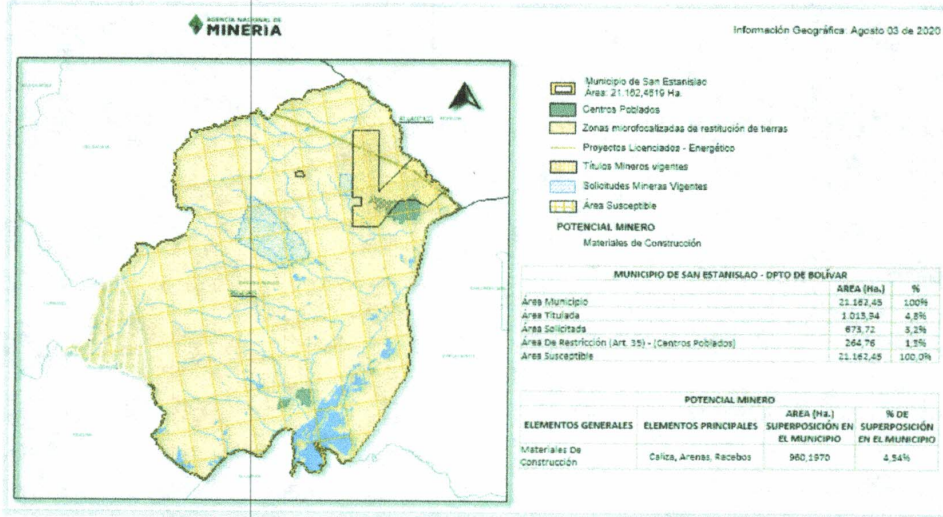 AGENCIA NACIONAL DE
MINERÍA
Información Geográfica: Agosto 03 de 2020
Municipio de San Estanislao
Área: 21.162,4519 Ha.
Centros Poblados
Zonas microfocalizadas de restitución de tierras
Proyectos Licenciados - Energético
Títulos Mineros vigentes
Solicitudes Mineras Vigentes
Área Susceptible
POTENCIAL MINERO
Materiales de Construcción
MUNICIPIO DE SAN ESTANISLAO - DPTO DE BOLÍVAR
AREA (Ha.) %
Área Municipio 21.162,45 100%
Área Titulada 1.013,94 4,8%
Área Solicitada 673,72 3,2%
Área De Restricción (Art. 35) - (Centros Poblados) 264,76 1,3%
Área Susceptible 21.162,45 100,0%
POTENCIAL MINERO
ELEMENTOS GENERALES ELEMENTOS PRINCIPALES AREA (Ha.) SUPERPOSICIÓN EN EL MUNICIPIO % DE SUPERPOSICIÓN EN EL MUNICIPIO
Materiales De Construcción Caliza, Arenas, Recebos 960,1970 4,54%